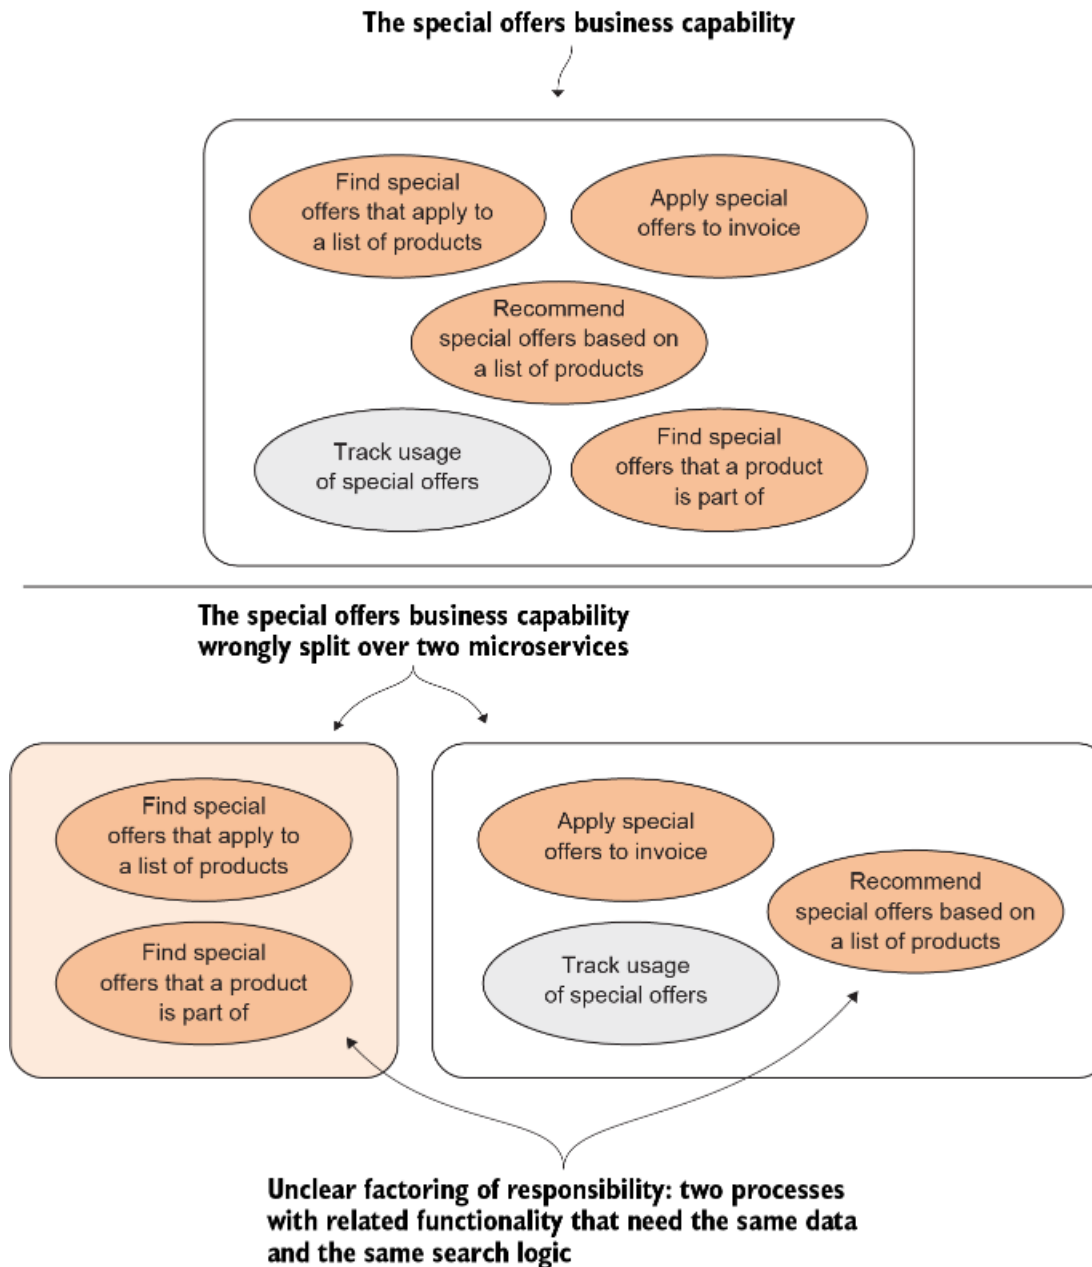 The special offers business capability
Find special
offers that apply to
a list of products
Apply special
offers to invoice
Recommend
special offers based on
a list of products
Track usage
of special offers
Find special
offers that a product
is part of
The special offers business capability
wrongly split over two microservices
Find special
offers that apply to
a list of products
Find special
offers that a product
is part of
Apply special
offers to invoice
Recommend
special offers based on
a list of products
Track usage
of special offers
Unclear factoring of responsibility: two processes
with related functionality that need the same data
and the same search logic